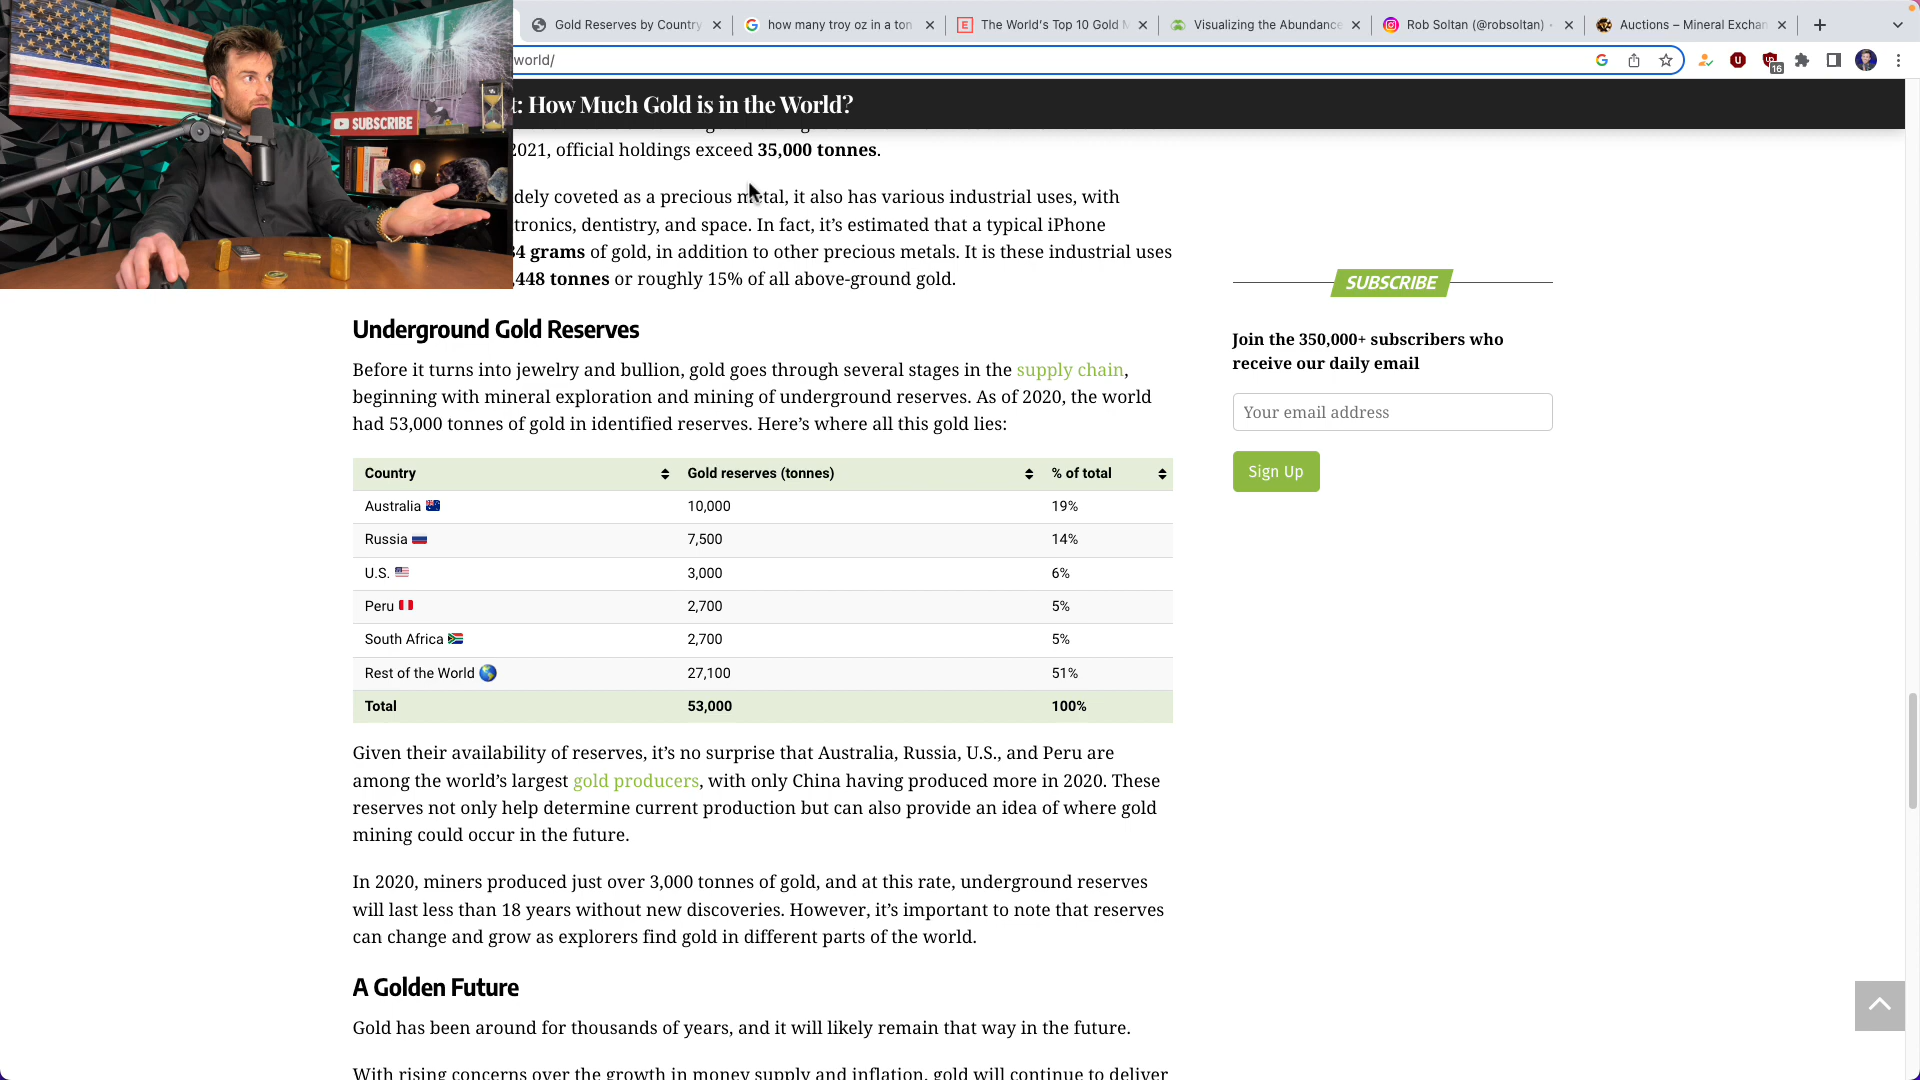 Gold Reserves by Country
how many troy oz in a ton
The World's Top 10 Gold M
Visualizing the Abundance
Rob Soltan (@robsoltan)
Auctions – Mineral Exchan
world/
16
t: How Much Gold is in the World?
SUBSCRIBE
2021, official holdings exceed 35,000 tonnes.
dely coveted as a precious metal, it also has various industrial uses, with
tronics, dentistry, and space. In fact, it’s estimated that a typical iPhone
34 grams of gold, in addition to other precious metals. It is these industrial uses
,448 tonnes or roughly 15% of all above-ground gold.
Underground Gold Reserves
Before it turns into jewelry and bullion, gold goes through several stages in the supply chain,
beginning with mineral exploration and mining of underground reserves. As of 2020, the world
had 53,000 tonnes of gold in identified reserves. Here’s where all this gold lies:
Country Gold reserves (tonnes) % of total
Australia 10,000 19%
Russia 7,500 14%
U.S. 3,000 6%
Peru 2,700 5%
South Africa 2,700 5%
Rest of the World 27,100 51%
Total 53,000 100%
Given their availability of reserves, it’s no surprise that Australia, Russia, U.S., and Peru are
among the world’s largest gold producers, with only China having produced more in 2020. These
reserves not only help determine current production but can also provide an idea of where gold
mining could occur in the future.
In 2020, miners produced just over 3,000 tonnes of gold, and at this rate, underground reserves
will last less than 18 years without new discoveries. However, it’s important to note that reserves
can change and grow as explorers find gold in different parts of the world.
A Golden Future
Gold has been around for thousands of years, and it will likely remain that way in the future.
With rising concerns over the growth in money supply and inflation, gold will continue to deliver
SUBSCRIBE
Join the 350,000+ subscribers who
receive our daily email
Your email address
Sign Up